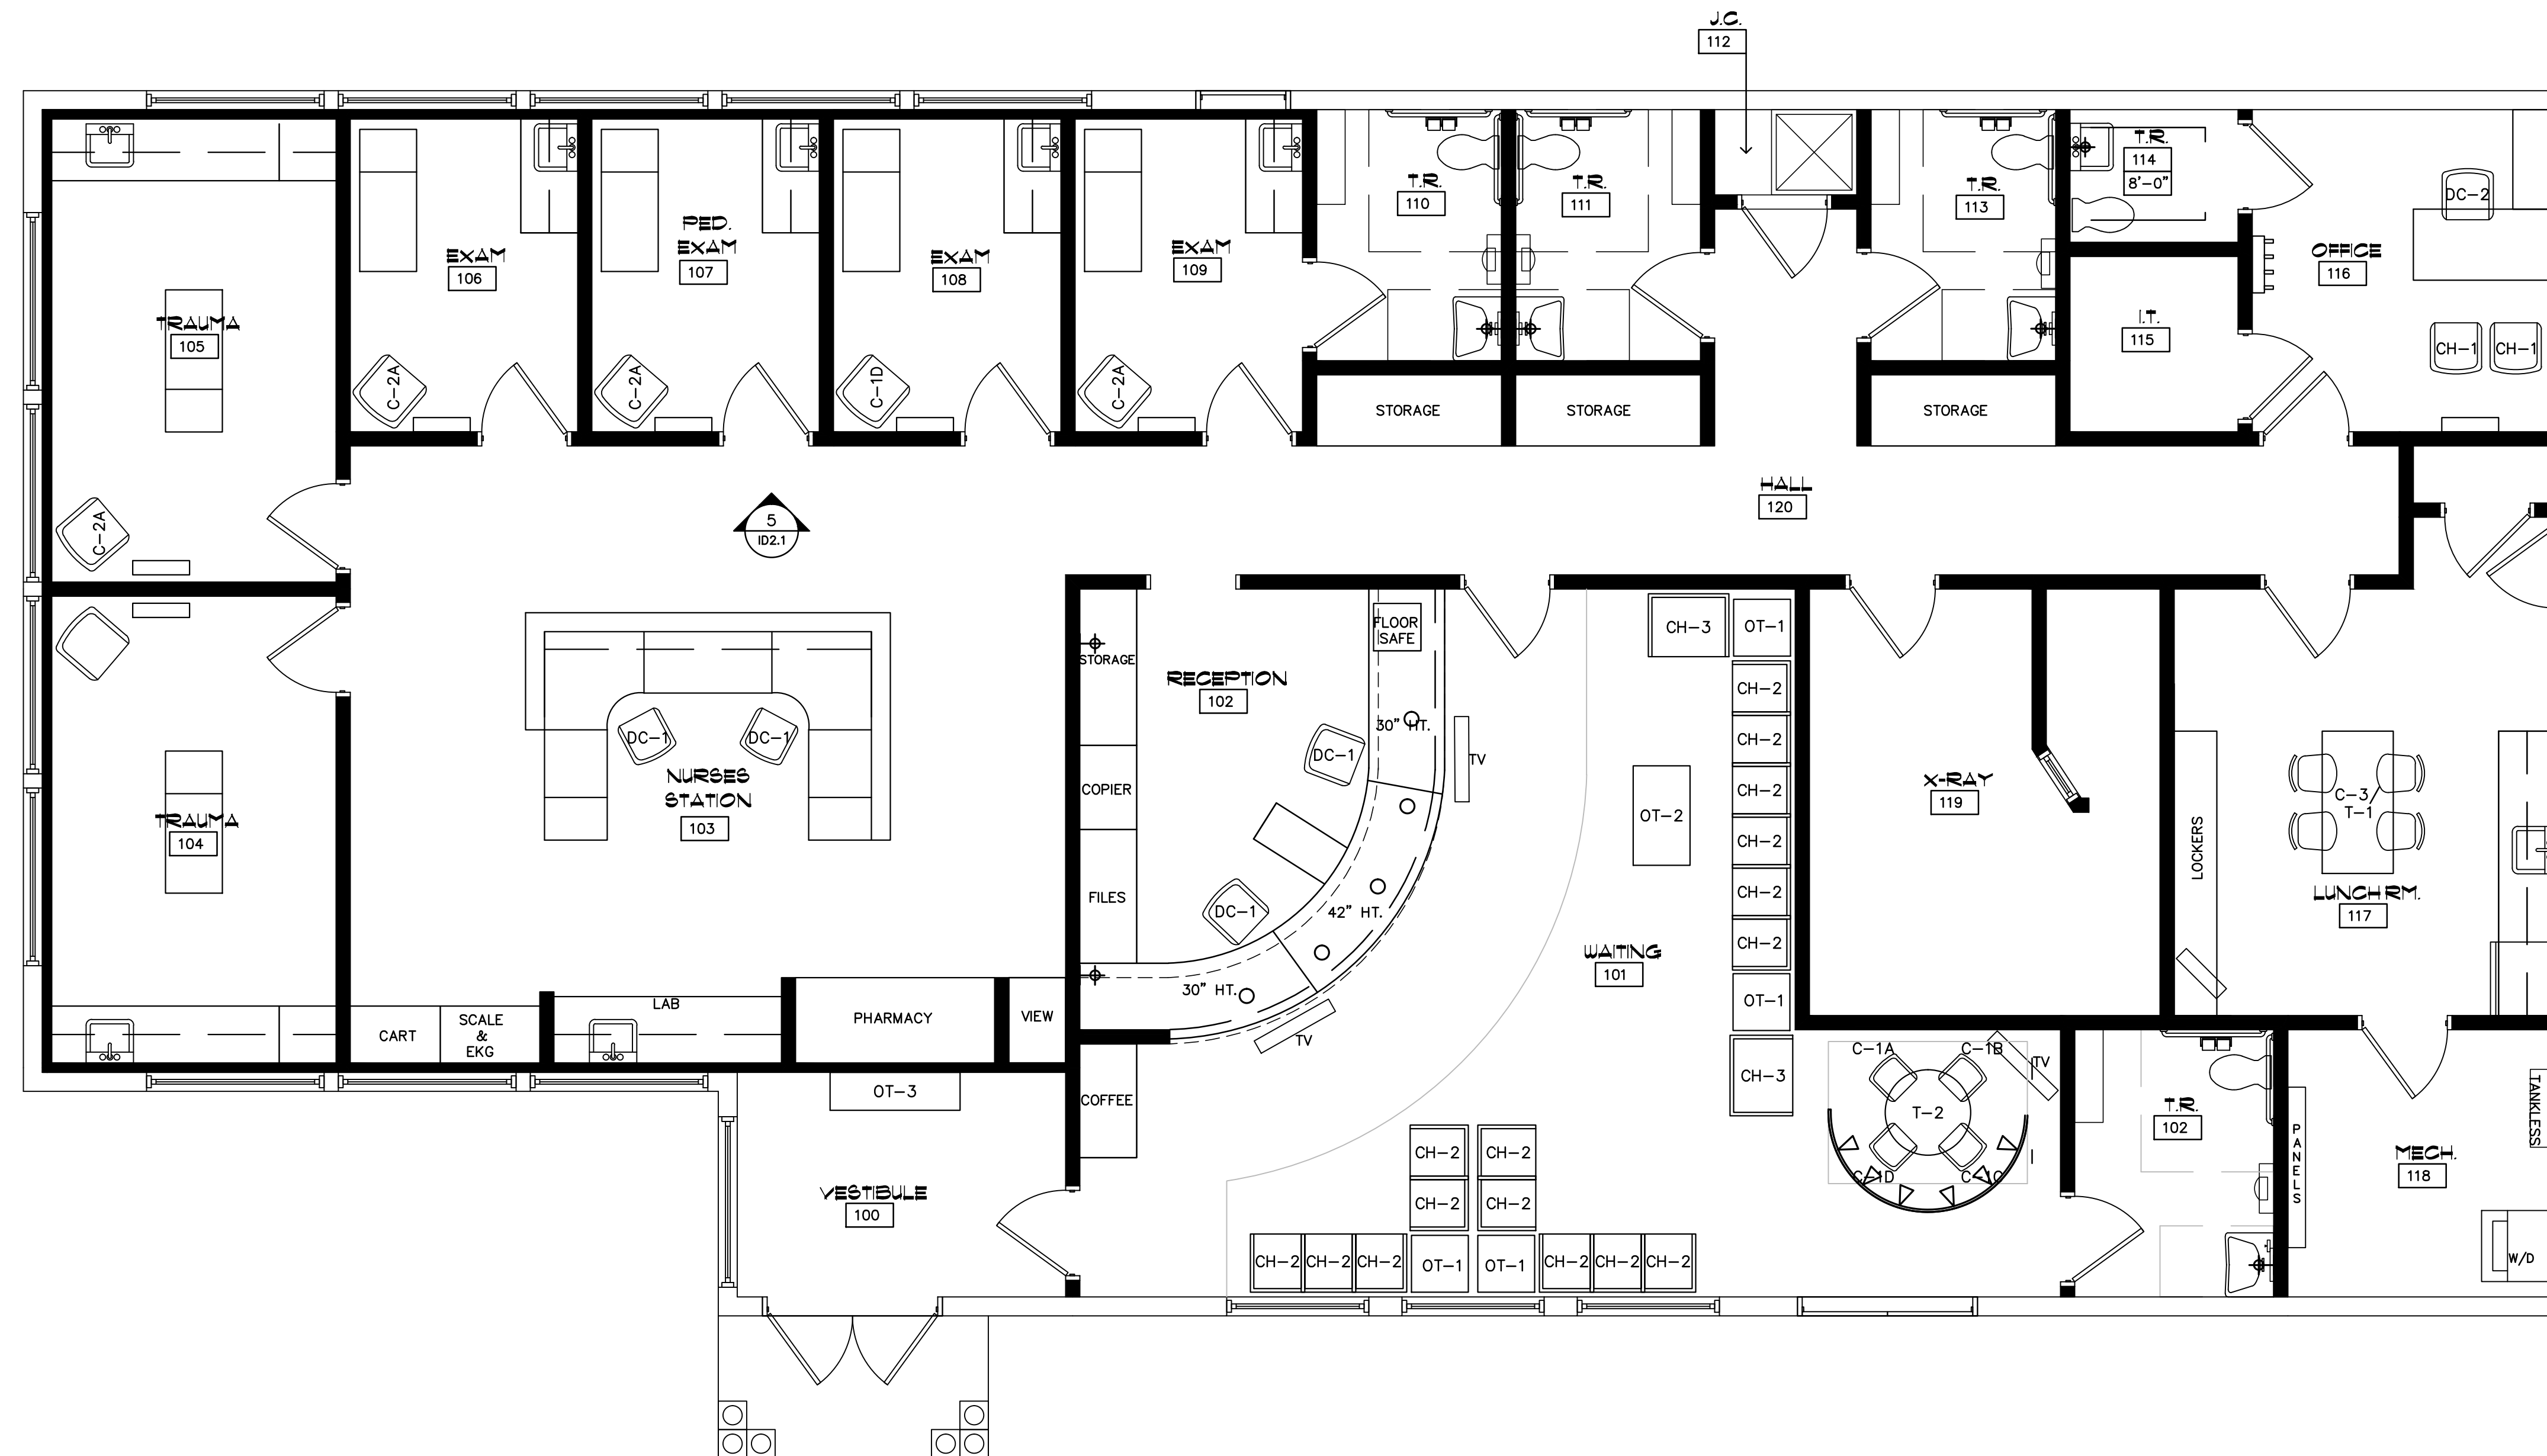 J.C.
112
T.R.
110
T.R.
111
T.R.
113
T.R.
114
8'-0"
DC-2
OFFICE
116
EXAM
106
PED.
EXAM
107
EXAM
108
EXAM
109
TRAUMA
105
I.T.
115
CH-1
CH-1
C-2A
C-2A
C-1D
C-2A
STORAGE
STORAGE
STORAGE
C-2A
5
ID2.1
HALL
120
FLOOR
SAFE
CH-3
OT-1
STORAGE
RECEPTION
102
CH-2
30" HT.
DC-1
DC-1
DC-1
TV
CH-2
NURSES
STATION
103
COPIER
CH-2
X-RAY
119
C-3
T-1
OT-2
TRAUMA
104
CH-2
LOCKERS
FILES
DC-1
42" HT.
CH-2
LUNCH RM.
117
CH-2
WAITING
101
30" HT.
OT-1
LAB
CART
SCALE
&
EKG
PHARMACY
VIEW
TV
C-1A
C-1B
TV
CH-3
OT-3
COFFEE
T-2
T.R.
102
TANKLESS
PANELS
CH-2
CH-2
MECH.
118
C-1D
C-1C
VESTIBULE
100
CH-2
CH-2
CH-2
CH-2
CH-2
OT-1
OT-1
CH-2
CH-2
CH-2
W/D